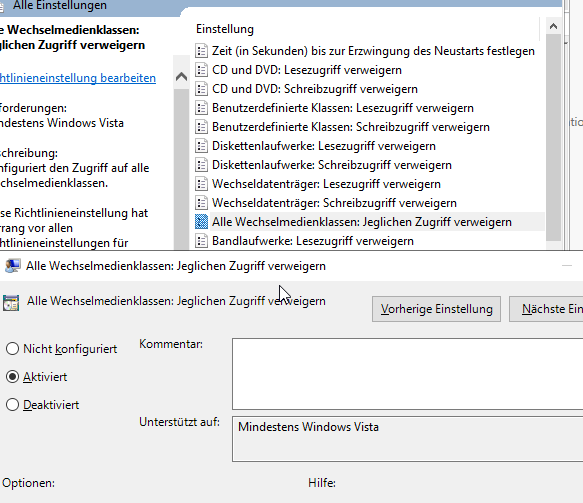 Alle Einstellungen
e Wechselmedienklassen:
glichen Zugriff verweigern
htlinieneinstellung bearbeiten
forderungen:
ndestens Windows Vista
schreibung:
nfiguriert den Zugriff auf alle
chselmedienklassen.
se Richtlinieneinstellung hat
rrang vor allen
htlinieneinstellungen für
Einstellung
Zeit (in Sekunden) bis zur Erzwingung des Neustarts festlegen
CD und DVD: Lesezugriff verweigern
CD und DVD: Schreibzugriff verweigern
Benutzerdefinierte Klassen: Lesezugriff verweigern
Benutzerdefinierte Klassen: Schreibzugriff verweigern
Diskettenlaufwerke: Lesezugriff verweigern
Diskettenlaufwerke: Schreibzugriff verweigern
Wechseldatenträger: Lesezugriff verweigern
Wechseldatenträger: Schreibzugriff verweigern
Alle Wechselmedienklassen: Jeglichen Zugriff verweigern
Bandlaufwerke: Lesezugriff verweigern
Alle Wechselmedienklassen: Jeglichen Zugriff verweigern
Alle Wechselmedienklassen: Jeglichen Zugriff verweigern
Vorherige Einstellung
Nächste Ein
Nicht konfiguriert
Aktiviert
Deaktiviert
Kommentar:
Unterstützt auf:
Mindestens Windows Vista
Optionen:
Hilfe: